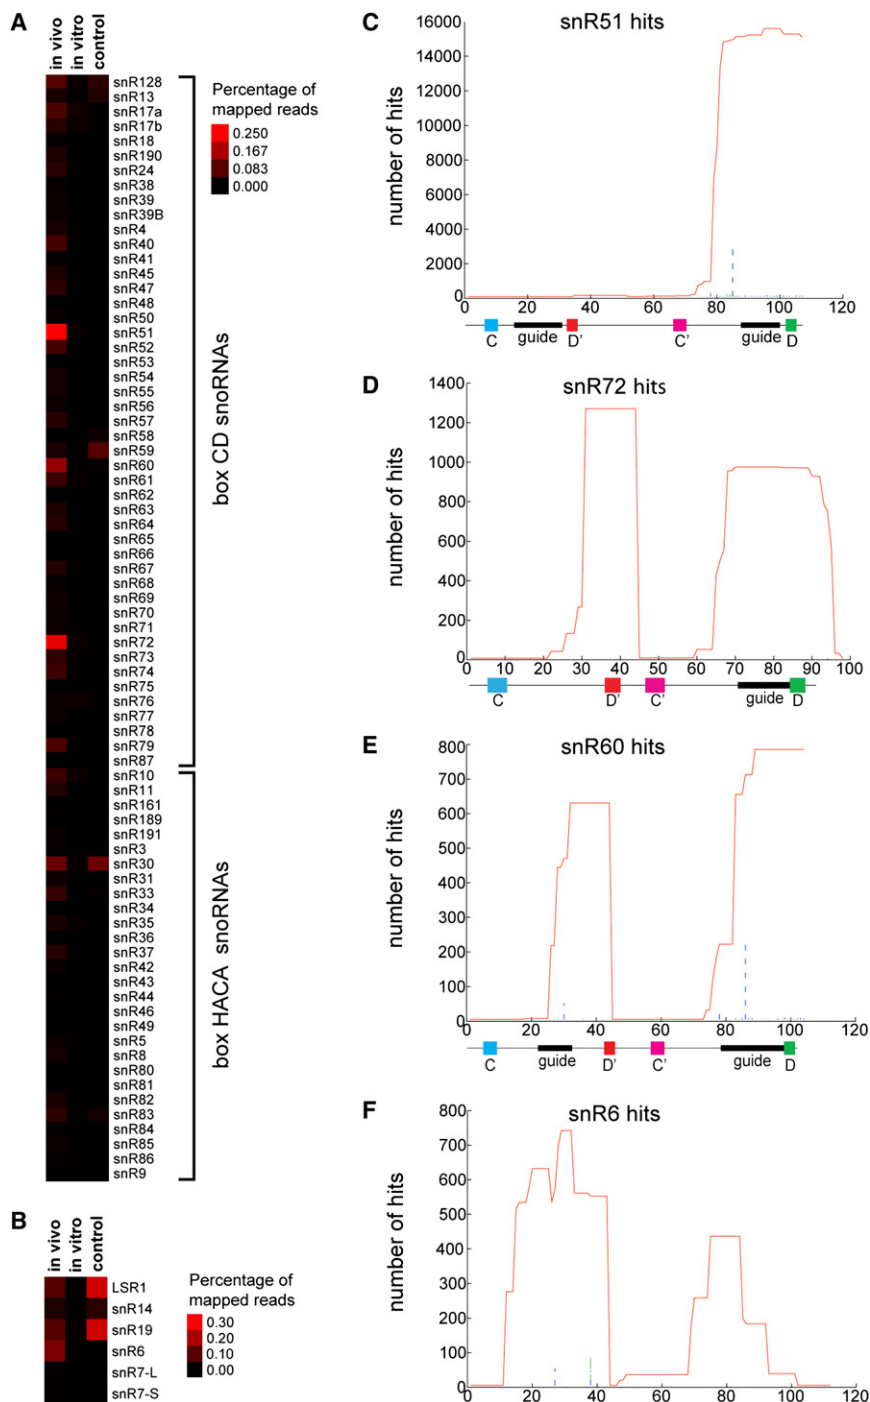 A
in vivo
in vitro
control
snR128
snR13
snR17a
snR17b
snR18
snR190
snR24
snR38
snR39
snR39B
snR4
snR40
snR41
snR45
snR47
snR48
snR50
snR51
snR52
snR53
snR54
snR55
snR56
snR57
snR58
snR59
snR60
snR61
snR62
snR63
snR64
snR65
snR66
snR67
snR68
snR69
snR70
snR71
snR72
snR73
snR74
snR75
snR76
snR77
snR78
snR79
snR87
snR10
snR11
snR161
snR189
snR191
snR3
snR30
snR31
snR33
snR34
snR35
snR36
snR37
snR42
snR43
snR44
snR46
snR49
snR5
snR8
snR80
snR81
snR82
snR83
snR84
snR85
snR86
snR9
box CD snoRNAs
box HACA snoRNAs
Percentage of
mapped reads
0.250
0.167
0.083
0.000
B
in vivo
in vitro
control
LSR1
snR14
snR19
snR6
snR7-L
snR7-S
Percentage of
mapped reads
0.30
0.20
0.10
0.00
C
snR51 hits
number of hits
16000
14000
12000
10000
8000
6000
4000
2000
0
0 20 40 60 80 100 120
C guide D' C' guide D
D
snR72 hits
number of hits
1400
1200
1000
800
600
400
200
0
0 10 20 30 40 50 60 70 80 90 100
C D' C' guide D
E
snR60 hits
number of hits
800
700
600
500
400
300
200
100
0
0 20 40 60 80 100 120
C guide D' C' guide D
F
snR6 hits
number of hits
800
700
600
500
400
300
200
100
0
0 20 40 60 80 100 120